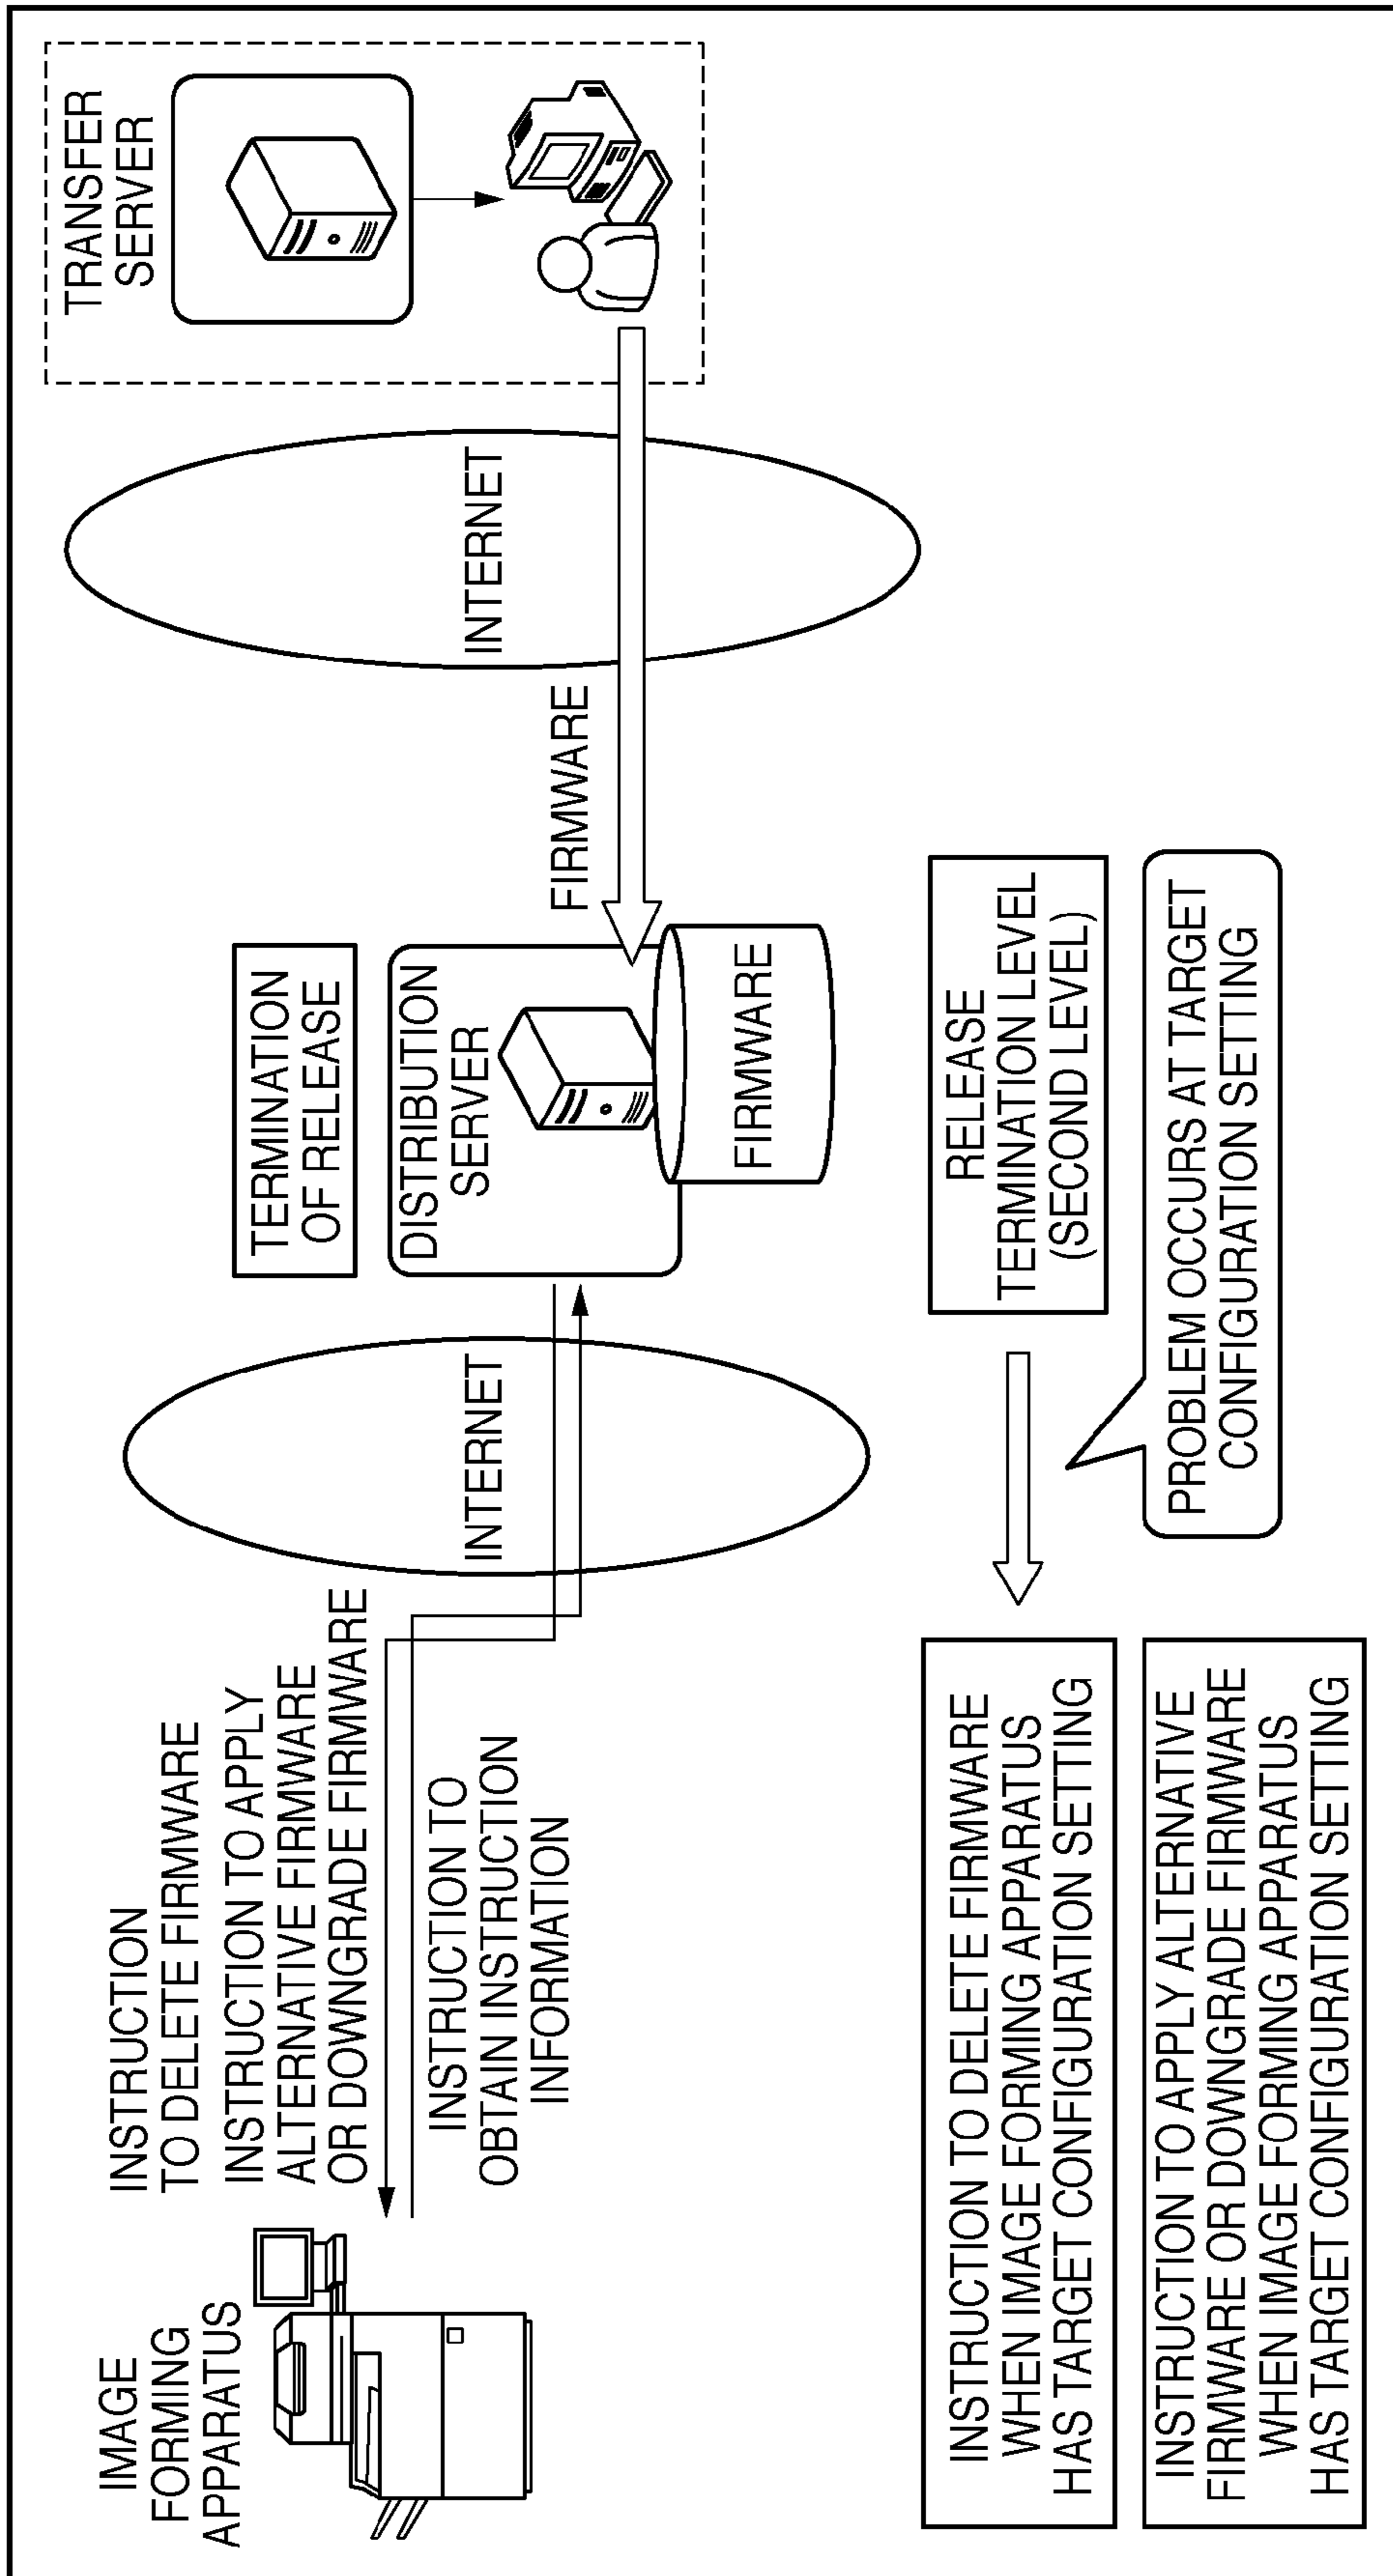 IMAGE
FORMING
APPARATUS
INSTRUCTION
TO DELETE FIRMWARE
INSTRUCTION TO APPLY
ALTERNATIVE FIRMWARE
OR DOWNGRADE FIRMWARE
INSTRUCTION TO
OBTAIN INSTRUCTION
INFORMATION
INTERNET
TERMINATION
OF RELEASE
DISTRIBUTION
SERVER
FIRMWARE
FIRMWARE
INTERNET
TRANSFER
SERVER
INSTRUCTION TO DELETE FIRMWARE
WHEN IMAGE FORMING APPARATUS
HAS TARGET CONFIGURATION SETTING
INSTRUCTION TO APPLY ALTERNATIVE
FIRMWARE OR DOWNGRADE FIRMWARE
WHEN IMAGE FORMING APPARATUS
HAS TARGET CONFIGURATION SETTING
RELEASE
TERMINATION LEVEL
(SECOND LEVEL)
PROBLEM OCCURS AT TARGET
CONFIGURATION SETTING